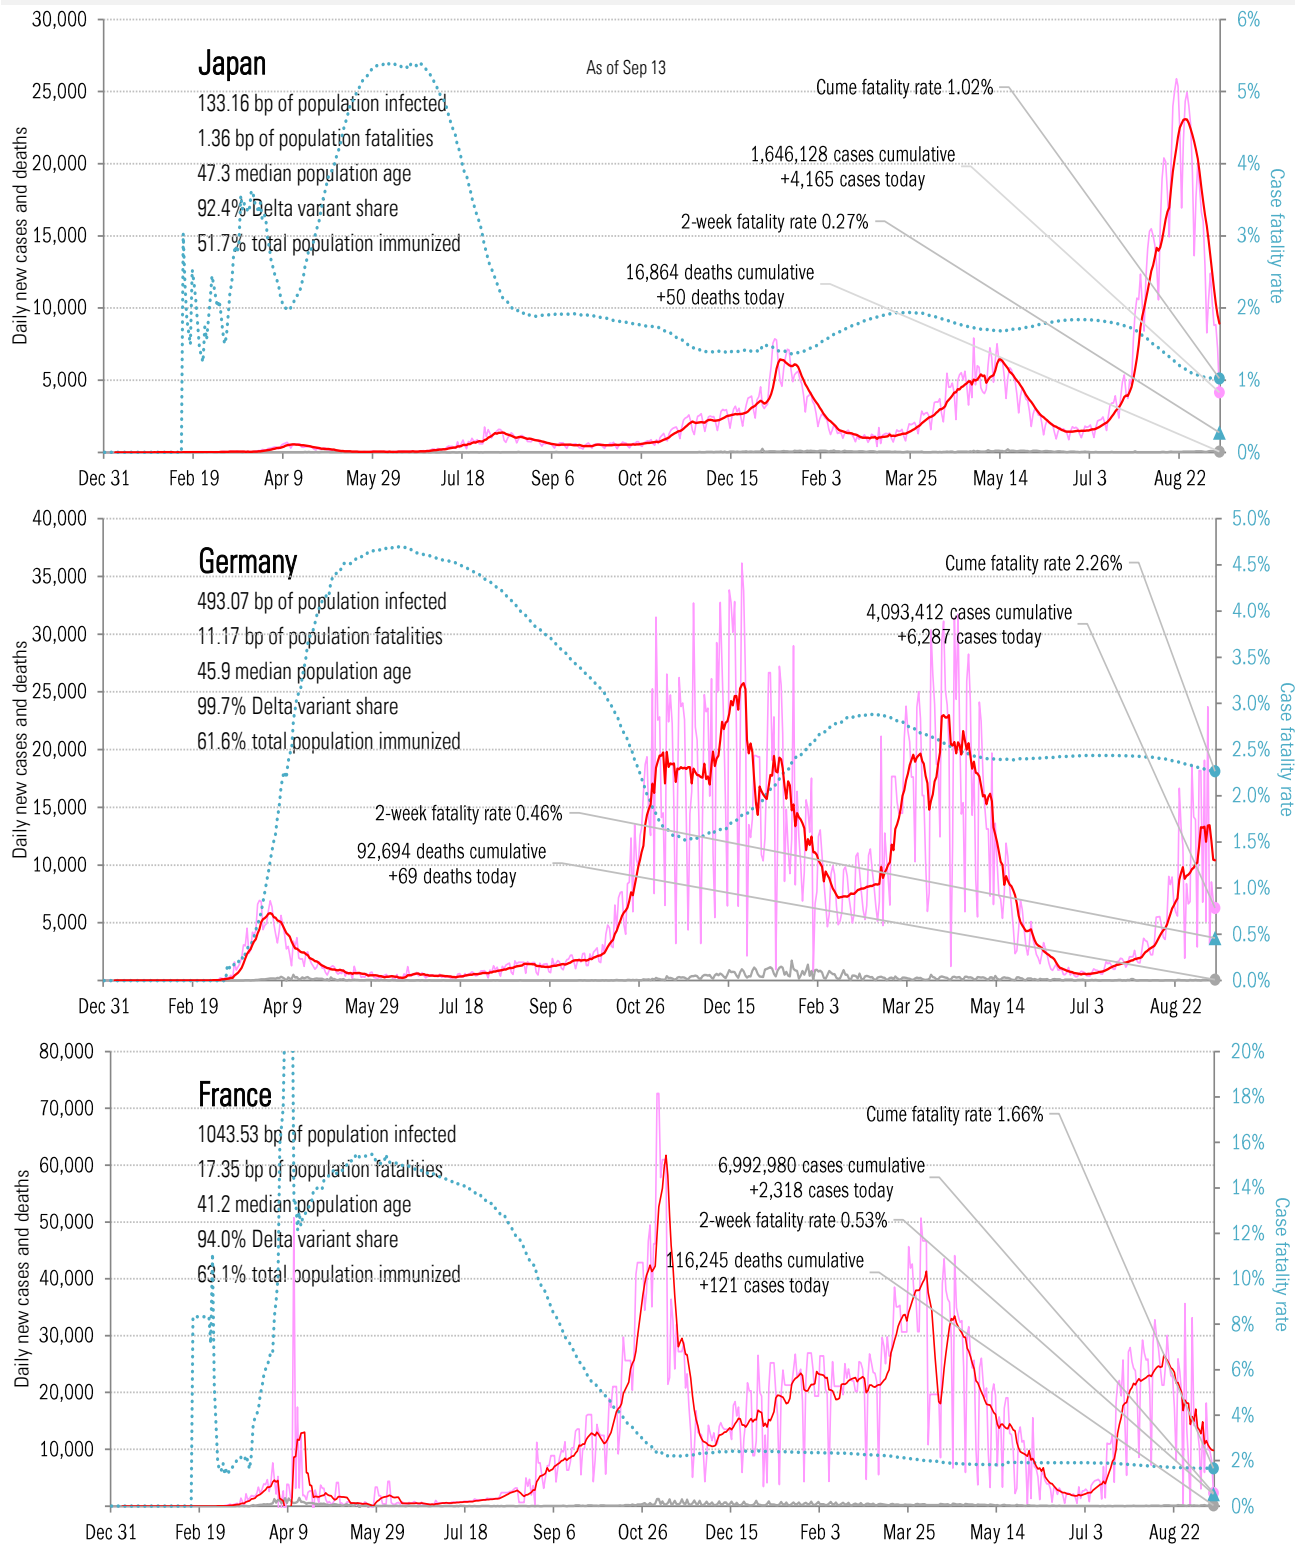 30,000
6%
Japan
As of Sep 13
Cume fatality rate 1.02%
25,000
5%
133.16 bp of population infected
1.36 bp of population fatalities
20,000
4%
1,646,128 cases cumulative
+4,165 cases today
47.3 median population age
92.4% Delta variant share
2-week fatality rate 0.27%
15,000
3%
51.7% total population immunized
16,864 deaths cumulative
+50 deaths today
10,000
2%
5,000
1%
0%
Daily new cases and deaths
Case fatality rate
Dec 31 Feb 19 Apr 9 May 29 Jul 18 Sep 6 Oct 26 Dec 15 Feb 3 Mar 25 May 14 Jul 3 Aug 22
40,000
5.0%
Germany
Cume fatality rate 2.26%
35,000
4.5%
493.07 bp of population infected
4,093,412 cases cumulative
+6,287 cases today
4.0%
11.17 bp of population fatalities
30,000
45.9 median population age
3.5%
25,000
99.7% Delta variant share
3.0%
61.6% total population immunized
20,000
2.5%
2.0%
15,000
2-week fatality rate 0.46%
1.5%
92,694 deaths cumulative
+69 deaths today
10,000
1.0%
5,000
0.5%
0.0%
Daily new cases and deaths
Case fatality rate
Dec 31 Feb 19 Apr 9 May 29 Jul 18 Sep 6 Oct 26 Dec 15 Feb 3 Mar 25 May 14 Jul 3 Aug 22
80,000
20%
France
18%
70,000
Cume fatality rate 1.66%
1043.53 bp of population infected
16%
60,000
17.35 bp of population fatalities
6,992,980 cases cumulative
+2,318 cases today
14%
41.2 median population age
50,000
2-week fatality rate 0.53%
12%
94.0% Delta variant share
116,245 deaths cumulative
+121 cases today
40,000
10%
63.1% total population immunized
30,000
8%
6%
20,000
4%
10,000
2%
0%
Daily new cases and deaths
Case fatality rate
Dec 31 Feb 19 Apr 9 May 29 Jul 18 Sep 6 Oct 26 Dec 15 Feb 3 Mar 25 May 14 Jul 3 Aug 22